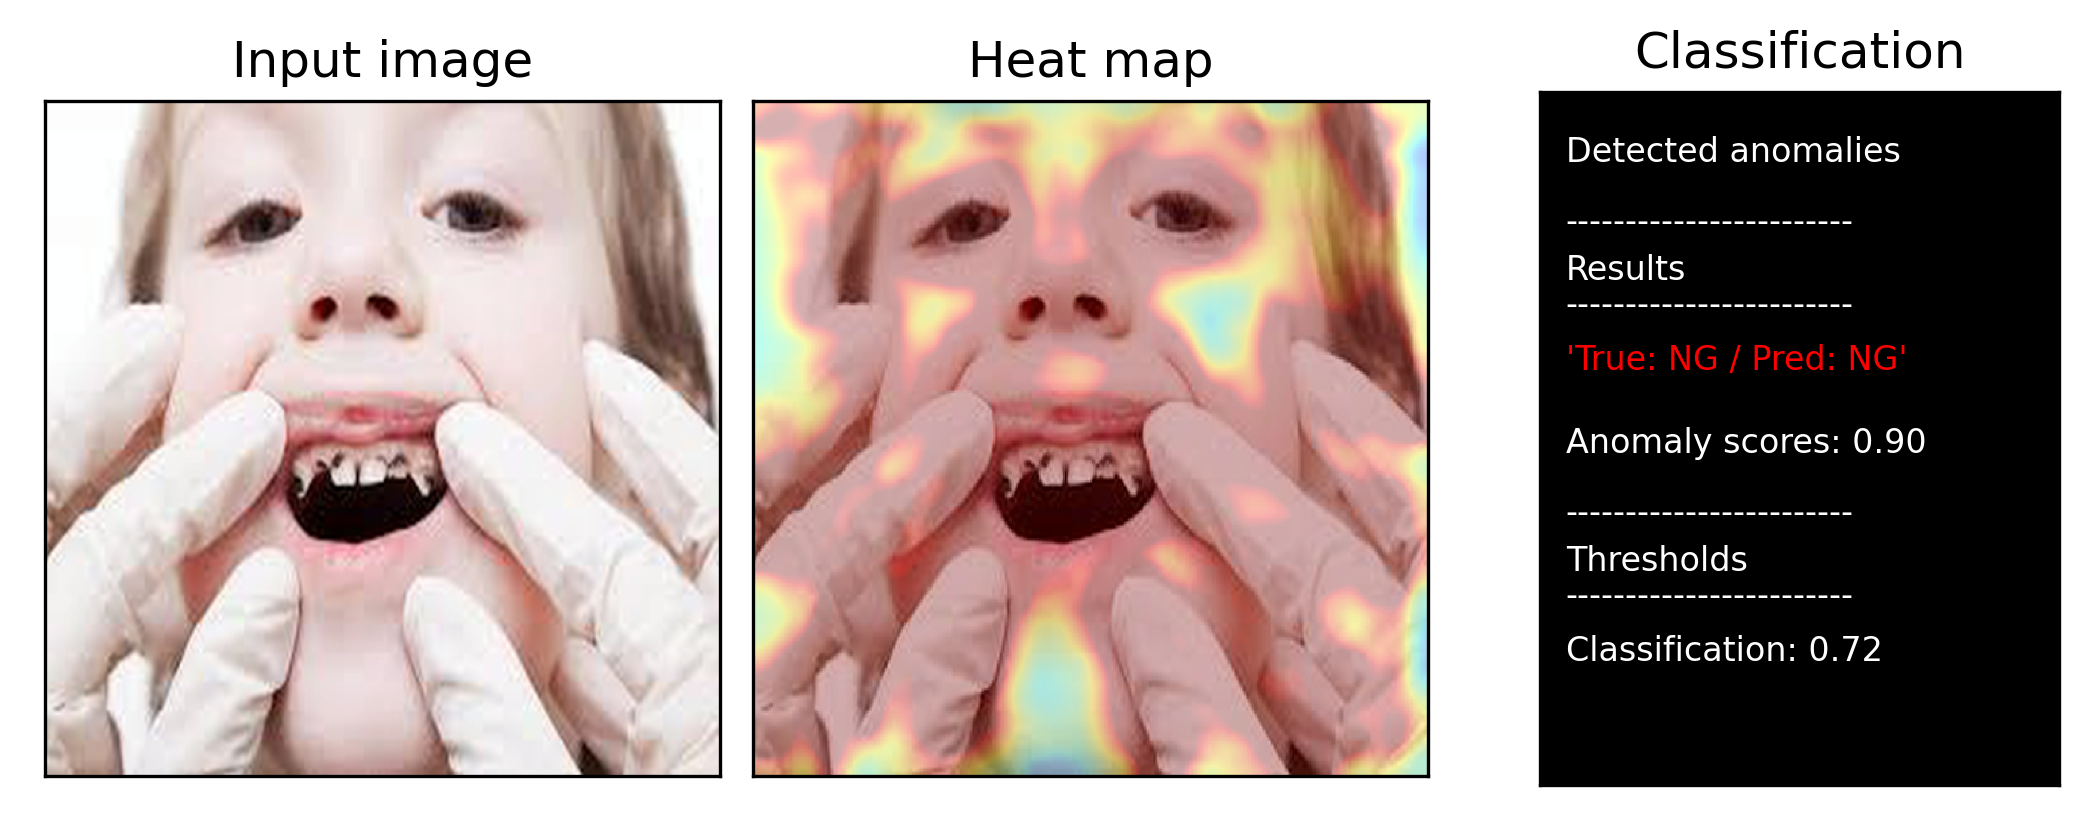 Input image
Heat map
Classification
Detected anomalies
------------------------
Results
------------------------
'True: NG / Pred: NG'
Anomaly scores: 0.90
------------------------
Thresholds
------------------------
Classification: 0.72